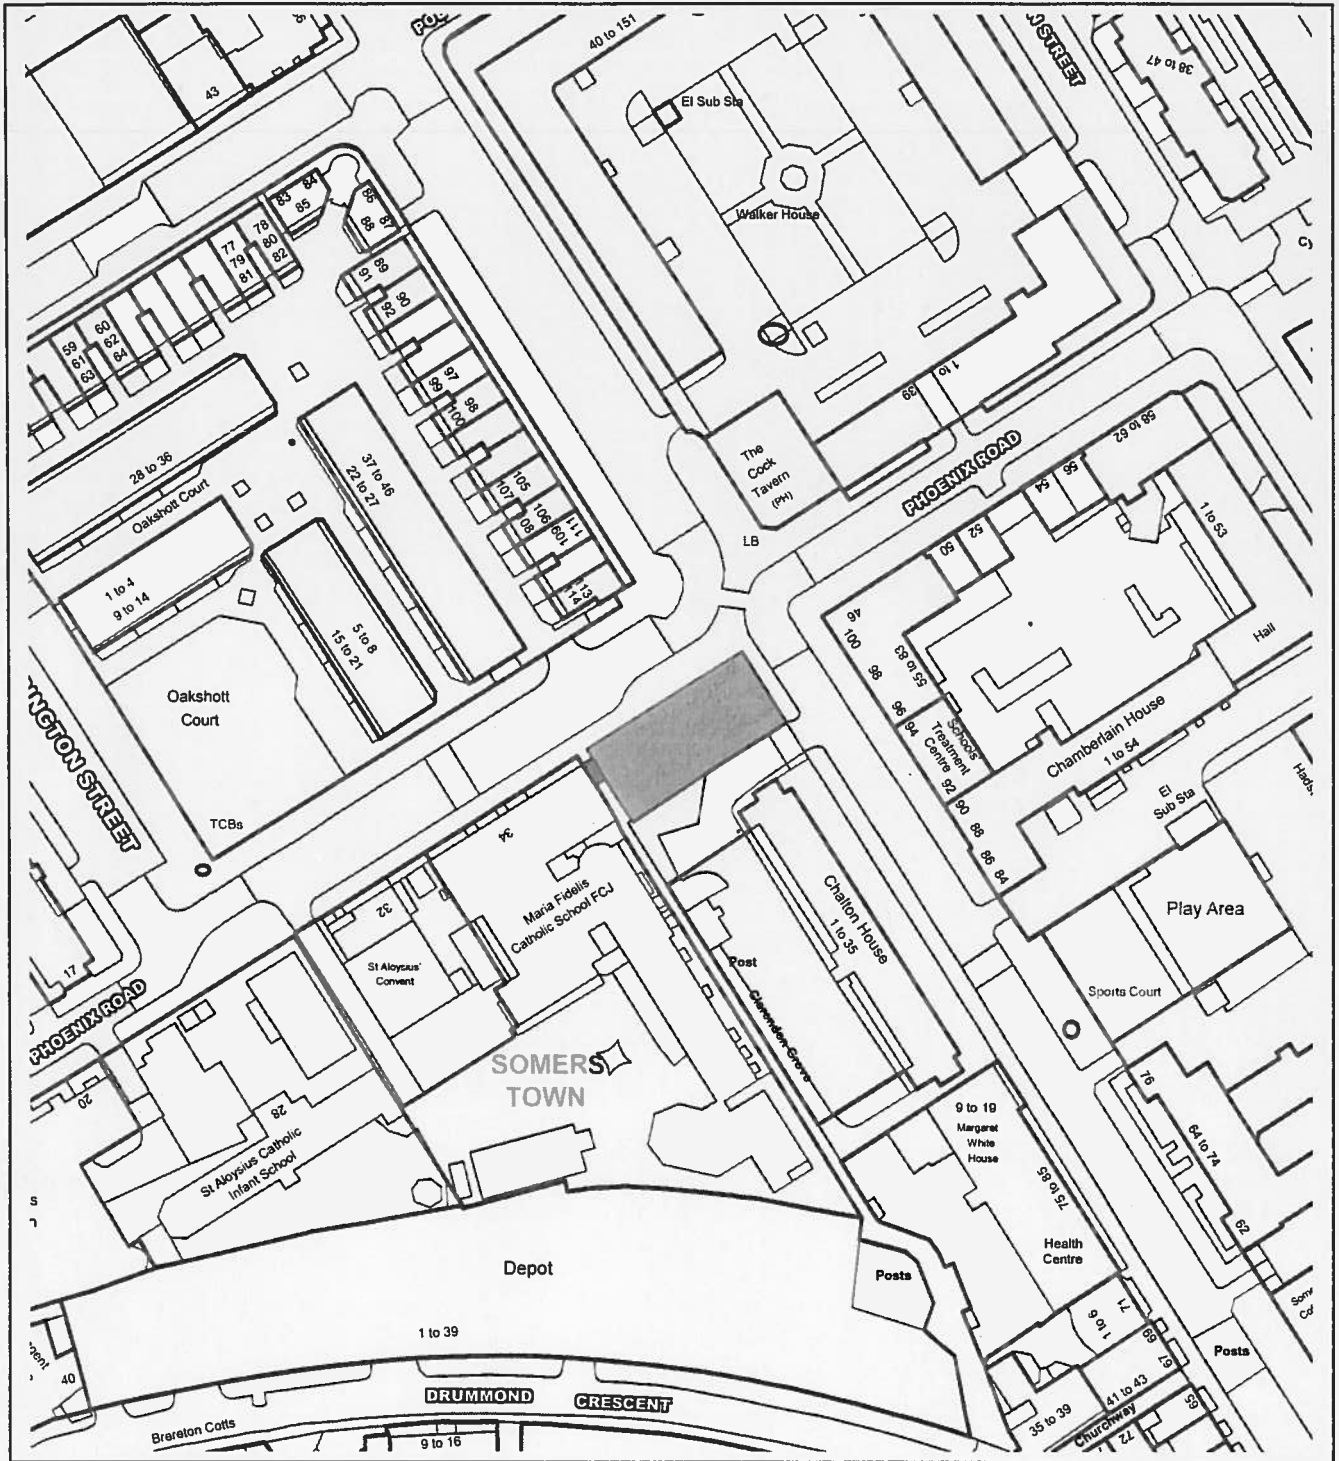 40 to 151
38 to 47
43
El Sub Sta
Walker House
83
84
85
86
87
88
77
79
81
78
80
82
89
91
90
92
59
61
63
60
62
64
97
99
98
100
39
1 to
28 to 36
Oakshott Court
37 to 46
22 to 27
105
107
106
109
111
114
The
Cock
Tavern
(PH)
PHOENIX ROAD
58 to 62
56
54
52
50
1 to 53
LB
1 to 4
9 to 14
5 to 8
15 to 21
46
100
98
96
94
55 to 83
Schools
Treatment
Centre
92
90
88
86
84
Hall
Oakshott
Court
Chamberlain House
1 to 54
El
Sub Sta
TCBs
34
32
Maria Fidelis
Catholic School FCJ
St Aloysius'
Convent
Chalton House
1 to 35
Play Area
Post
Clarendon Grove
Sports Court
17
PHOENIX ROAD
SOMERS
TOWN
20
28
St Aloysius Catholic
Infant School
9 to 19
Margaret
White
House
75 to 85
76
64 to 74
62
Health
Centre
Depot
Posts
1 to 39
71
1 to 6
69
67
Posts
40
DRUMMOND CRESCENT
41 to 43
65
35 to 39
Churchway
72
Brereton Cotts
9 to 16